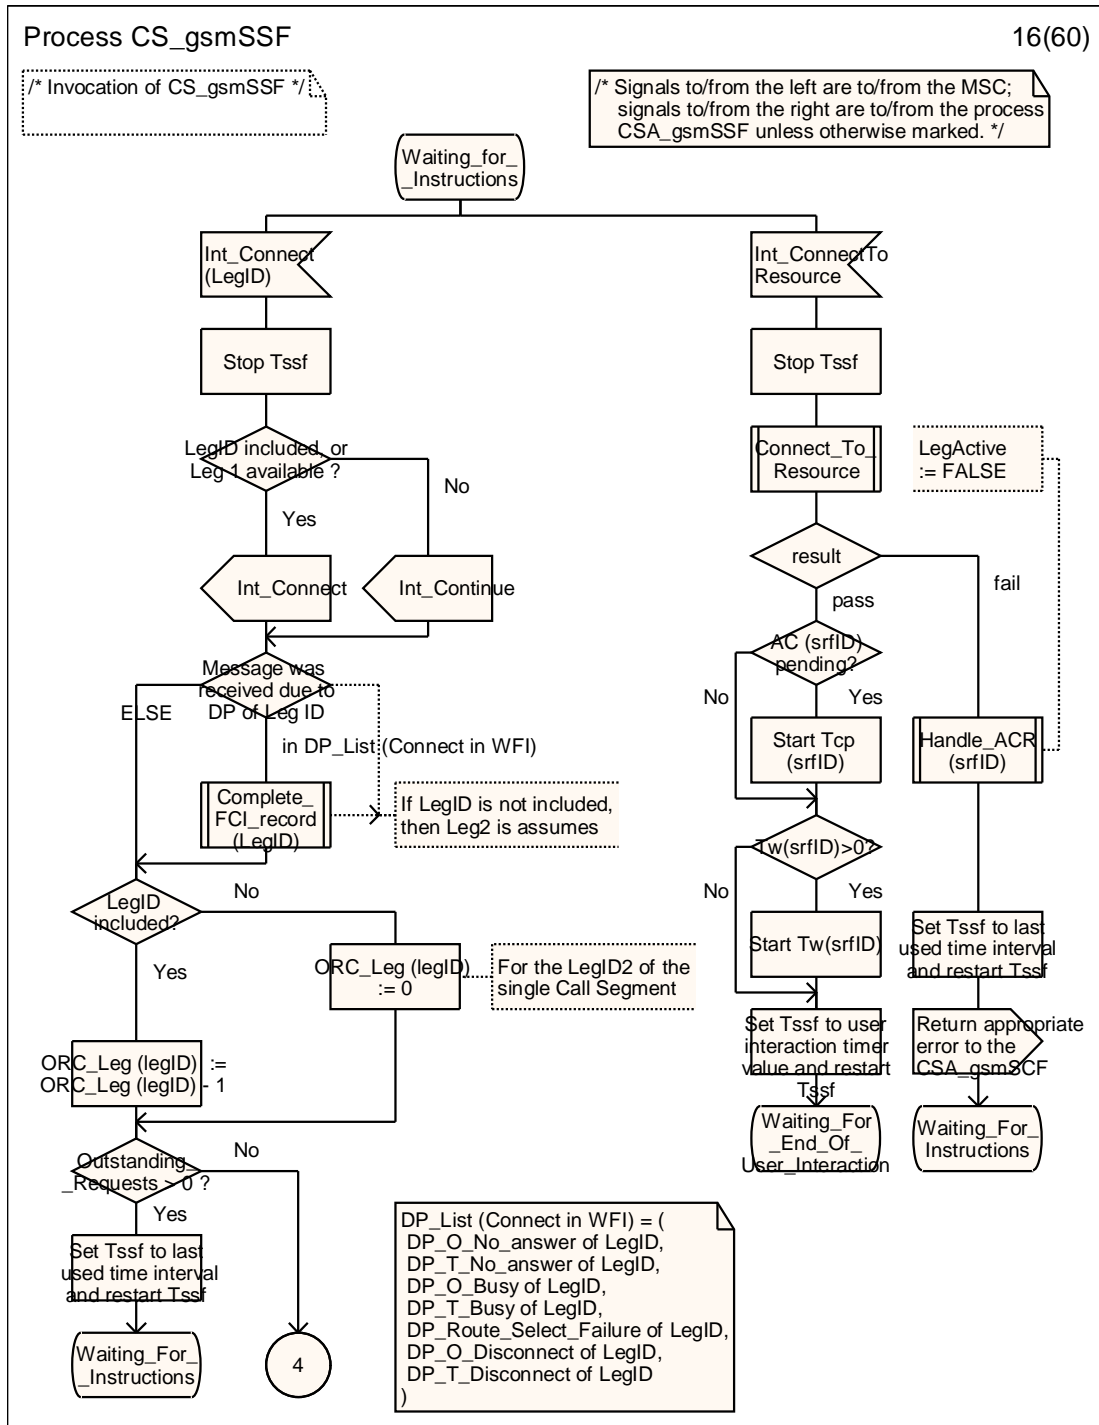 Process CS_gsmSSF
16(60)
/* Invocation of CS_gsmSSF */
/* Signals to/from the left are to/from the MSC;
signals to/from the right are to/from the process
CSA_gsmSSF unless otherwise marked. */
Waiting_for_
_Instructions
Int_Connect
(LegID)
Int_ConnectTo
Resource
Stop Tssf
Stop Tssf
LegID included, or
Leg 1 available ?
No
Yes
Connect_To_
Resource
LegActive
:= FALSE
Int_Connect
Int_Continue
result
fail
pass
Message was
received due to
DP of Leg ID
ELSE
in DP_List (Connect in WFI)
AC (srfID)
pending?
No
Yes
Complete_
FCI_record
(LegID)
If LegID is not included,
then Leg2 is assumes
Start Tcp
(srfID)
Handle_ACR
(srfID)
Tw(srfID)>0?
No
Yes
LegID
included?
No
Yes
ORC_Leg (legID)
:= 0
For the LegID2 of the
single Call Segment
Start Tw(srfID)
Set Tssf to last
used time interval
and restart Tssf
ORC_Leg (legID) :=
ORC_Leg (legID) - 1
Set Tssf to user
interaction timer
value and restart
Tssf
Return appropriate
error to the
CSA_gsmSCF
Outstanding_
_Requests > 0 ?
No
Yes
Waiting_For
_End_Of_
User_Interaction
Waiting_For_
Instructions
Set Tssf to last
used time interval
and restart Tssf
Waiting_For_
_Instructions
4
DP_List (Connect in WFI) = (
DP_O_No_answer of LegID,
DP_T_No_answer of LegID,
DP_O_Busy of LegID,
DP_T_Busy of LegID,
DP_Route_Select_Failure of LegID,
DP_O_Disconnect of LegID,
DP_T_Disconnect of LegID
)